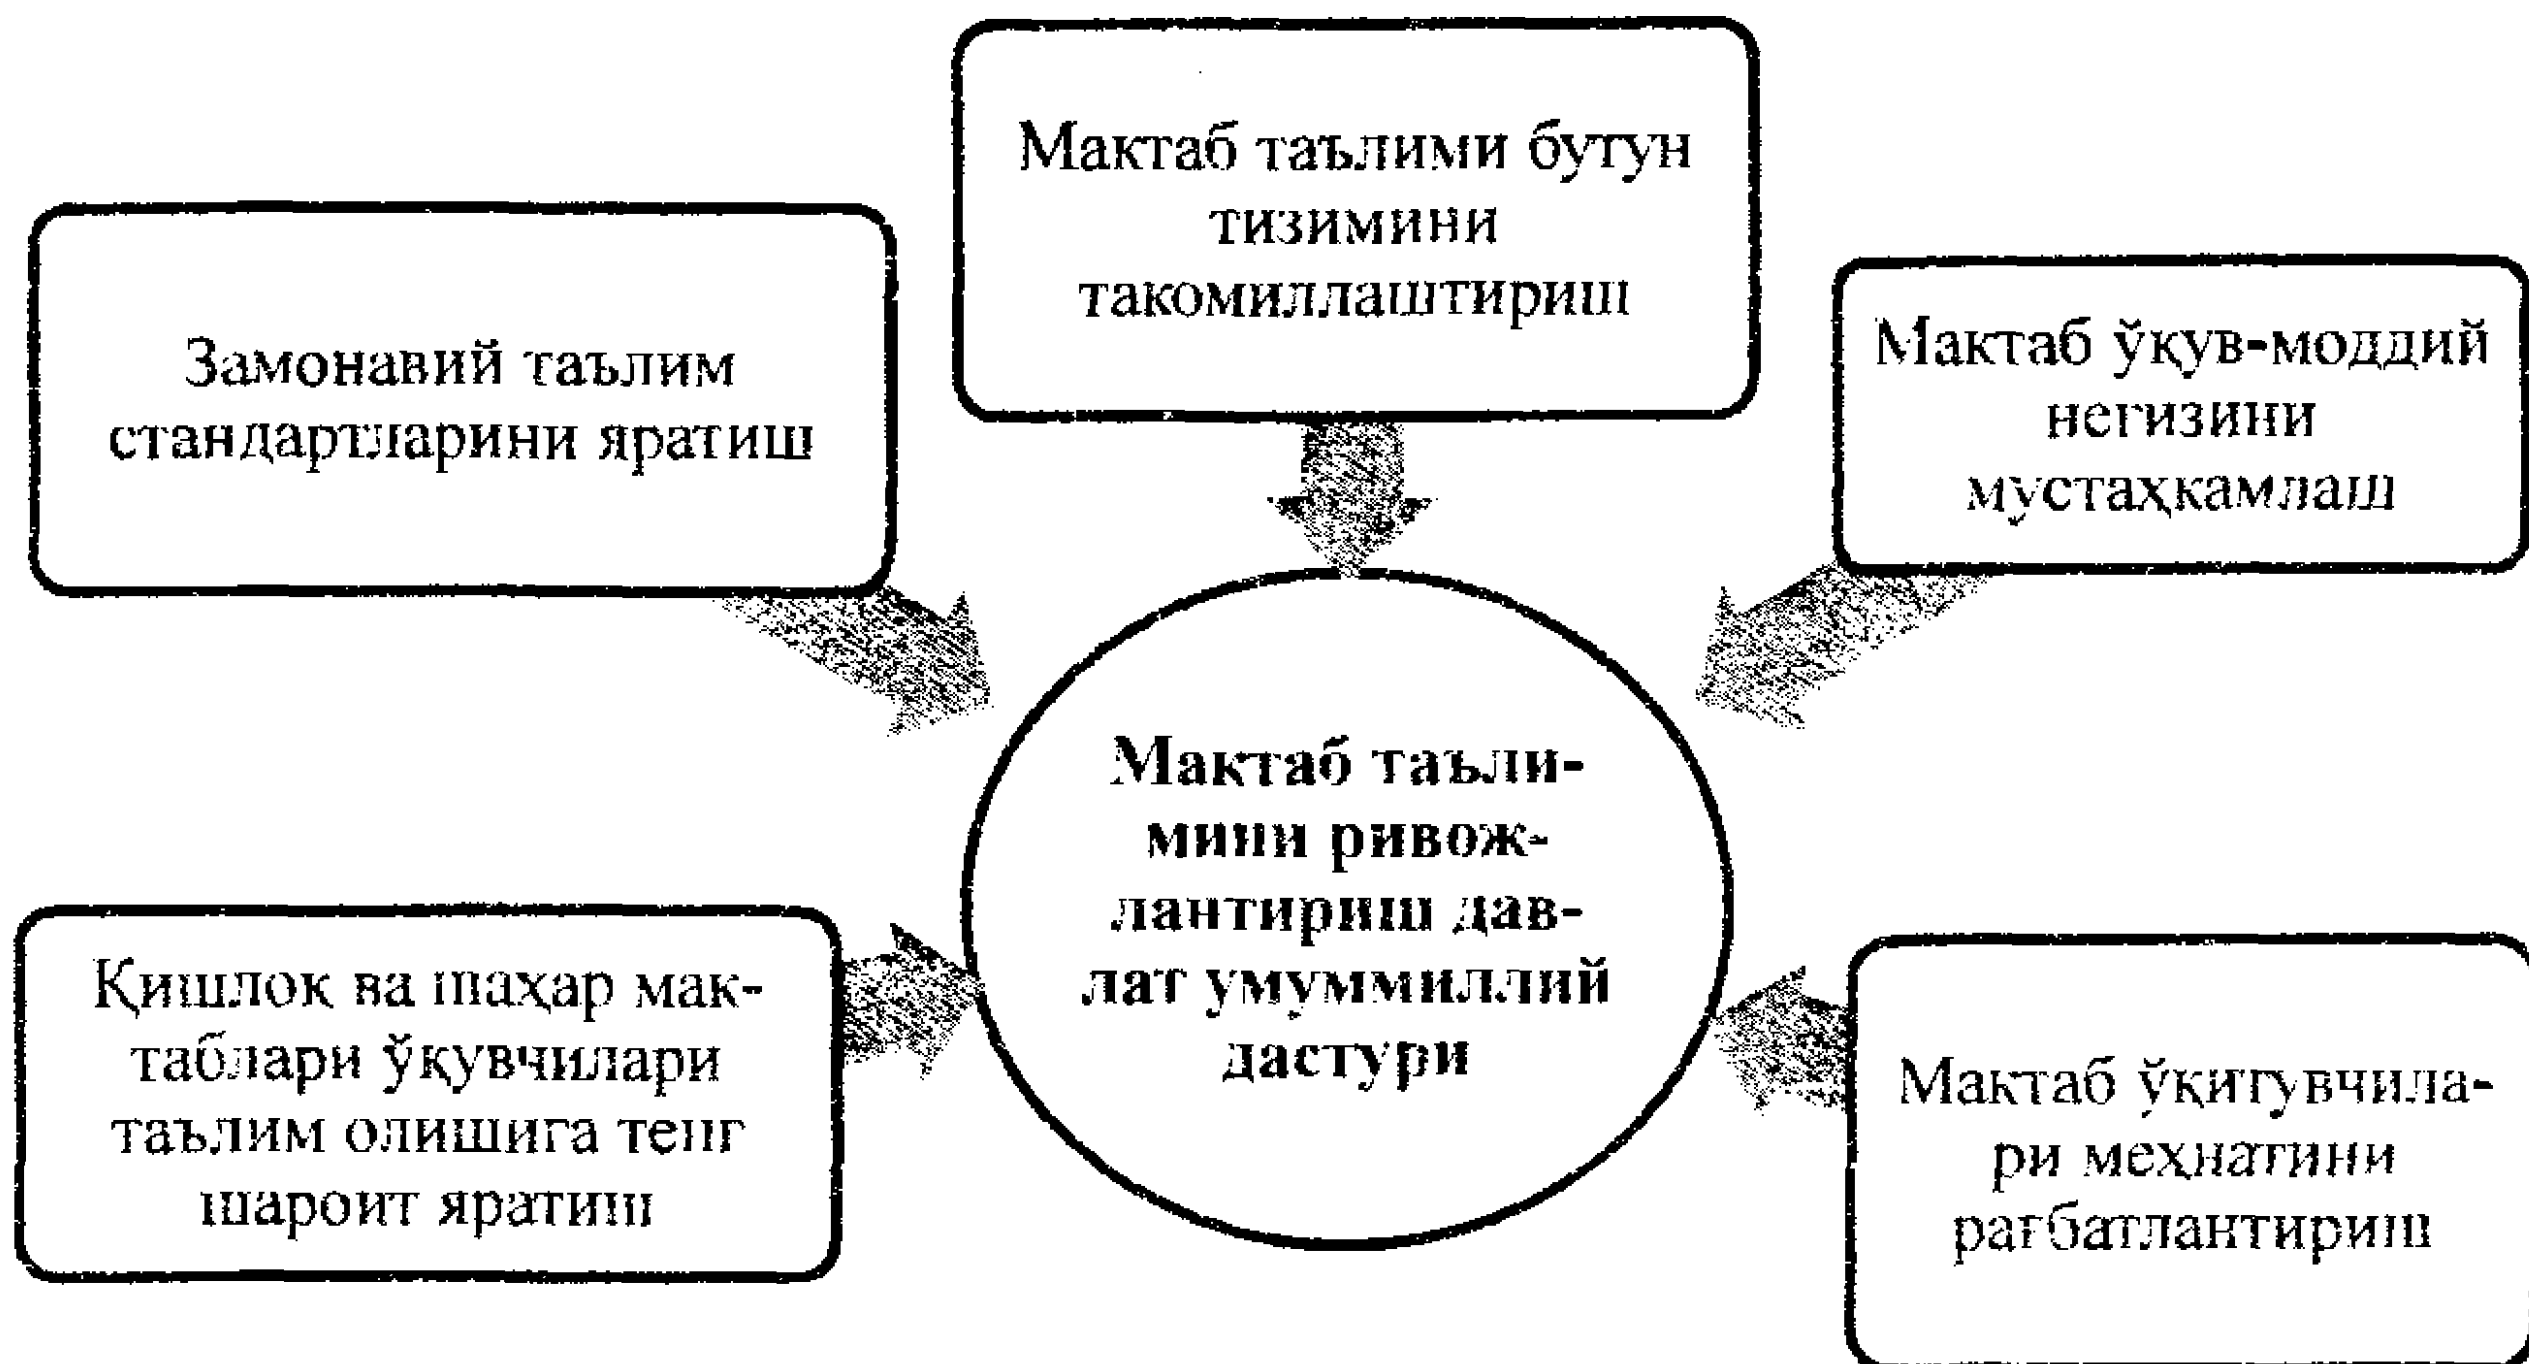 Мактаб таълими бутун
тизимини
такомиллаштириш
Замонавий таълим
стандартларини яратиш
Мактаб ўқув-моддий
негизини
мустаҳкамлаш
Мактаб таъли-
мини ривож-
лантириш дав-
лат умуммиллий
дастури
Қишлоқ ва шаҳар мак-
таблари ўқувчилари
таълим олишига тенг
шароит яратиш
Мактаб ўқитувчила-
ри меҳнатини
рағбатлантириш